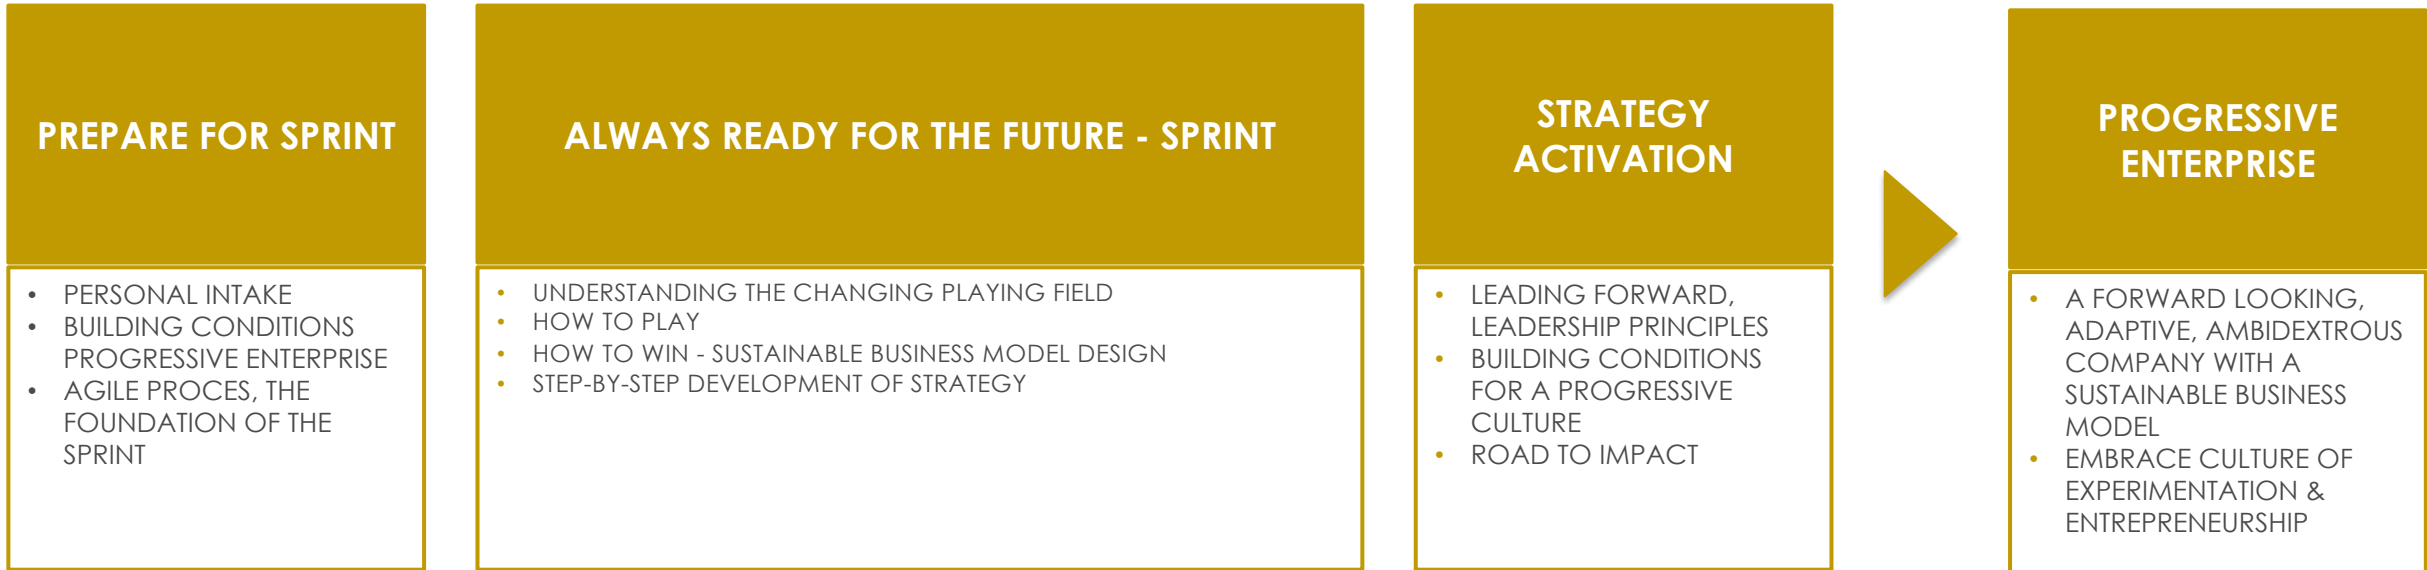 PREPARE FOR SPRINT
• PERSONAL INTAKE
• BUILDING CONDITIONS
PROGRESSIVE ENTERPRISE
• AGILE PROCES, THE
FOUNDATION OF THE
SPRINT
ALWAYS READY FOR THE FUTURE - SPRINT
• UNDERSTANDING THE CHANGING PLAYING FIELD
• HOW TO PLAY
• HOW TO WIN - SUSTAINABLE BUSINESS MODEL DESIGN
• STEP-BY-STEP DEVELOPMENT OF STRATEGY
STRATEGY
ACTIVATION
• LEADING FORWARD,
LEADERSHIP PRINCIPLES
• BUILDING CONDITIONS
FOR A PROGRESSIVE
CULTURE
• ROAD TO IMPACT
PROGRESSIVE
ENTERPRISE
• A FORWARD LOOKING,
ADAPTIVE, AMBIDEXTROUS
COMPANY WITH A
SUSTAINABLE BUSINESS
MODEL
• EMBRACE CULTURE OF
EXPERIMENTATION &
ENTREPRENEURSHIP